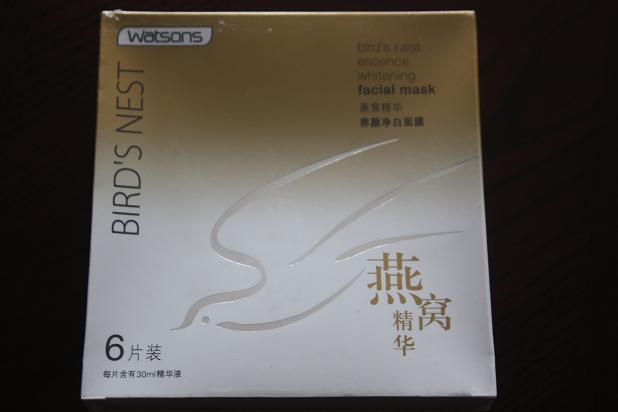 Watsons
BIRD'S NEST
bird's nest
essence
whitening
facial mask
燕窝精华
养颜净白面膜
燕窝
精华
6片装
每片含有30ml精华液